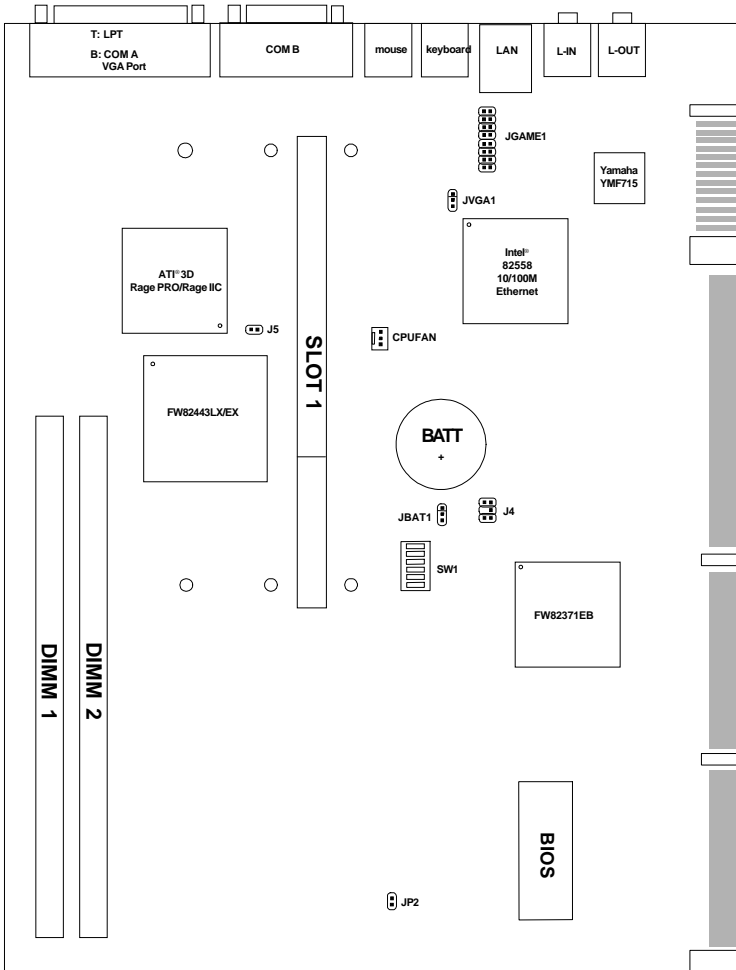 T: LPT
B: COM A
VGA Port
COM B
mouse
keyboard
LAN
L-IN
L-OUT
JGAME1
Yamaha
YMF715
JVGA1
Intel®
82558
10/100M
Ethernet
ATI® 3D
Rage PRO/Rage IIC
J5
CPUFAN
SLOT 1
FW82443LX/EX
BATT
+
JBAT1
J4
SW1
FW82371EB
DIMM 1
DIMM 2
BIOS
JP2